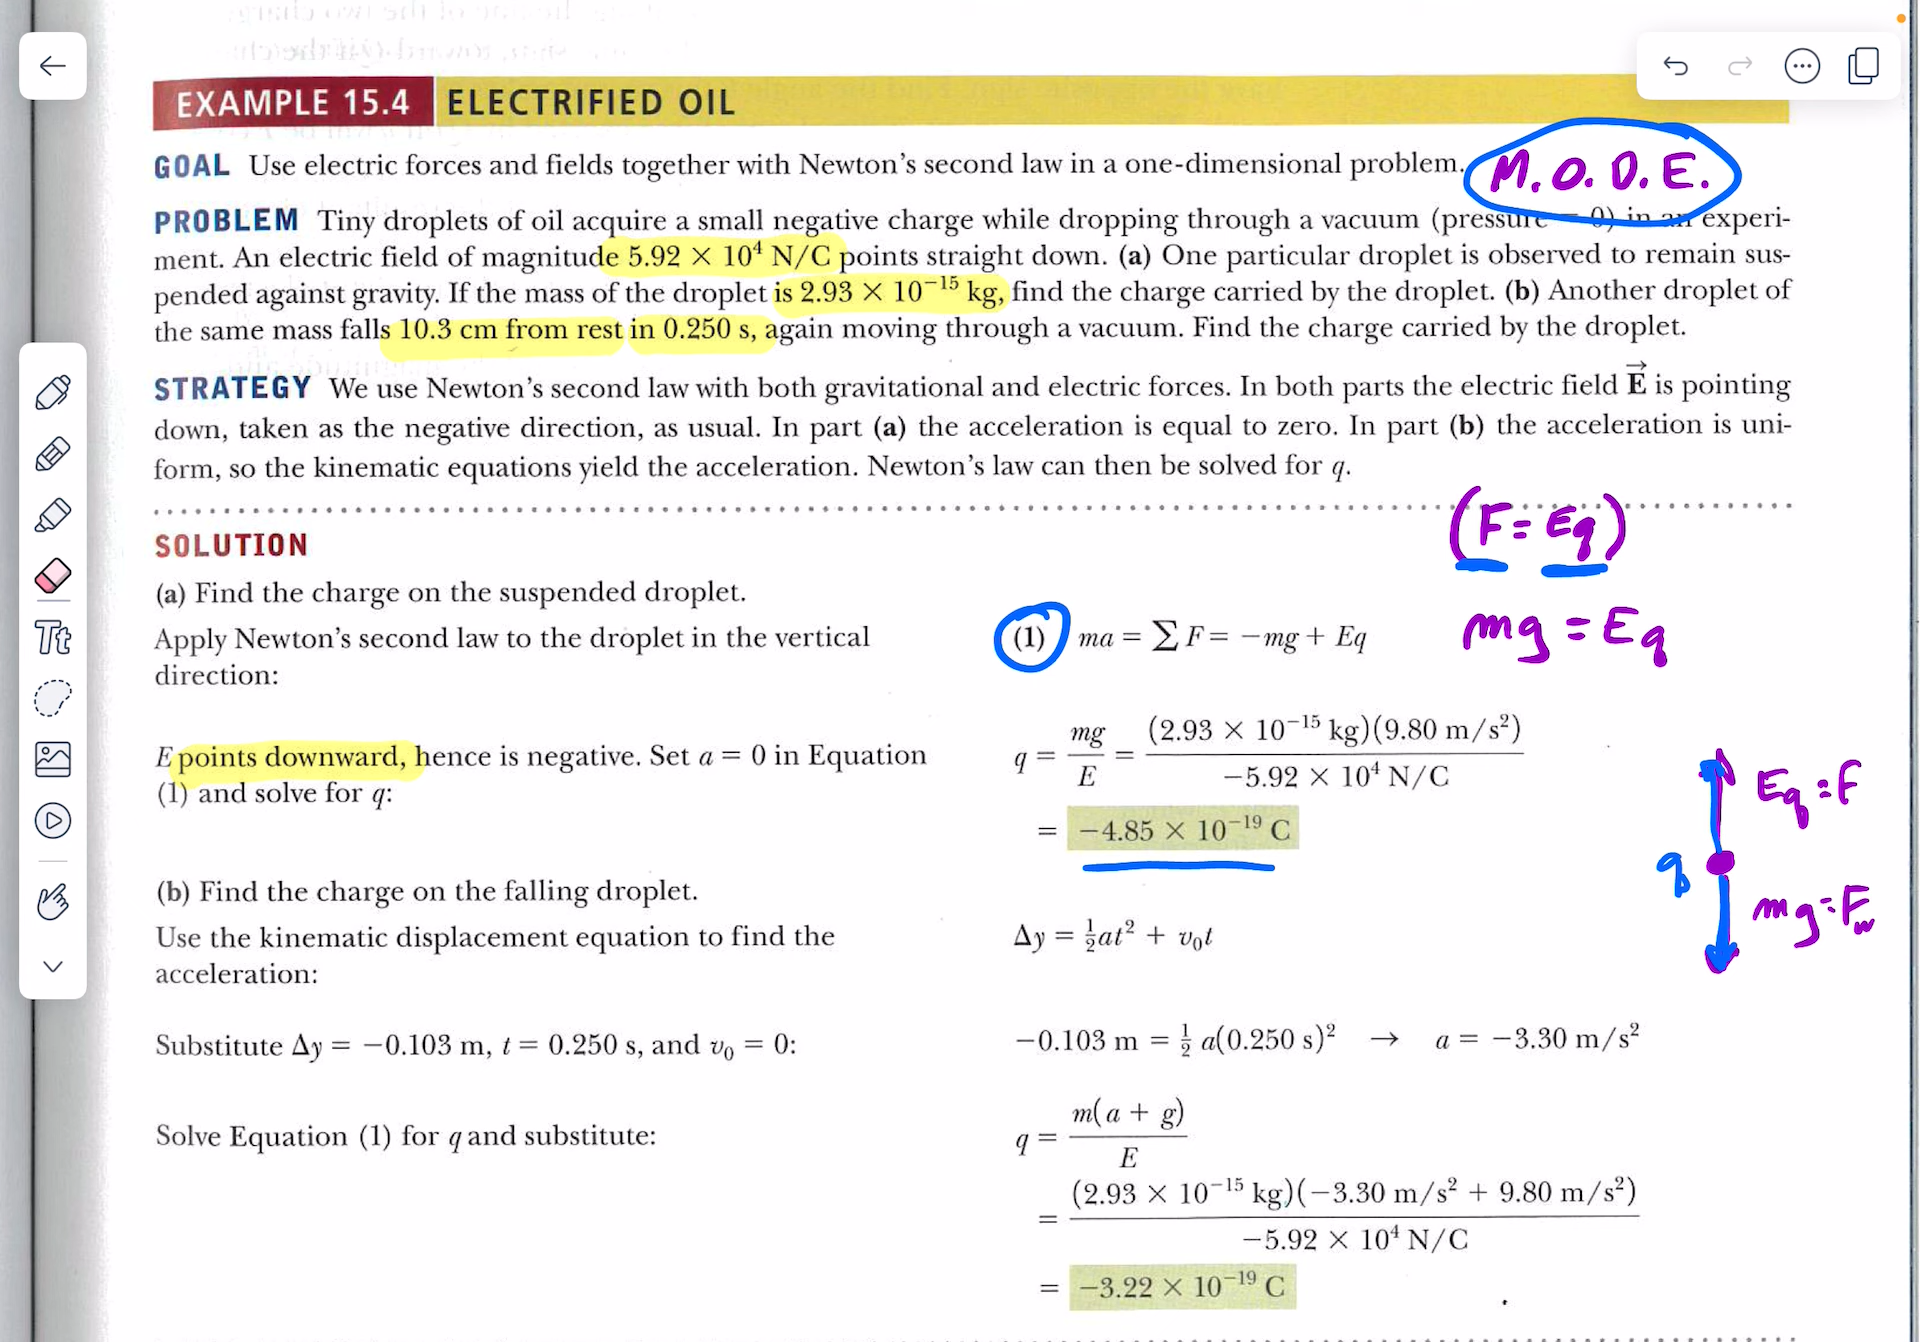 EXAMPLE 15.4 ELECTRIFIED OIL
GOAL Use electric forces and fields together with Newton's second law in a one-dimensional problem.
M.O.D.E.
PROBLEM Tiny droplets of oil acquire a small negative charge while dropping through a vacuum (pressure = 0) in an experi-
ment. An electric field of magnitude 5.92 × 10⁴ N/C points straight down. (a) One particular droplet is observed to remain sus-
pended against gravity. If the mass of the droplet is 2.93 × 10⁻¹⁵ kg, find the charge carried by the droplet. (b) Another droplet of
the same mass falls 10.3 cm from rest in 0.250 s, again moving through a vacuum. Find the charge carried by the droplet.
STRATEGY We use Newton's second law with both gravitational and electric forces. In both parts the electric field E⃗ is pointing
down, taken as the negative direction, as usual. In part (a) the acceleration is equal to zero. In part (b) the acceleration is uni-
form, so the kinematic equations yield the acceleration. Newton's law can then be solved for q.
(F = Eq)
SOLUTION
(a) Find the charge on the suspended droplet.
Apply Newton's second law to the droplet in the vertical
direction:
(1) ma = ∑ F = −mg + Eq
mg = Eq
E points downward, hence is negative. Set a = 0 in Equation
(1) and solve for q:
q = mg / E = (2.93 × 10⁻¹⁵ kg)(9.80 m/s²) / −5.92 × 10⁴ N/C
= −4.85 × 10⁻¹⁹ C
Eq = F
q
mg = Fw
(b) Find the charge on the falling droplet.
Use the kinematic displacement equation to find the
acceleration:
Δy = ½at² + v₀t
Substitute Δy = −0.103 m, t = 0.250 s, and v₀ = 0:
−0.103 m = ½ a(0.250 s)² → a = −3.30 m/s²
Solve Equation (1) for q and substitute:
q = m(a + g) / E
= (2.93 × 10⁻¹⁵ kg)(−3.30 m/s² + 9.80 m/s²) / −5.92 × 10⁴ N/C
= −3.22 × 10⁻¹⁹ C
Tt